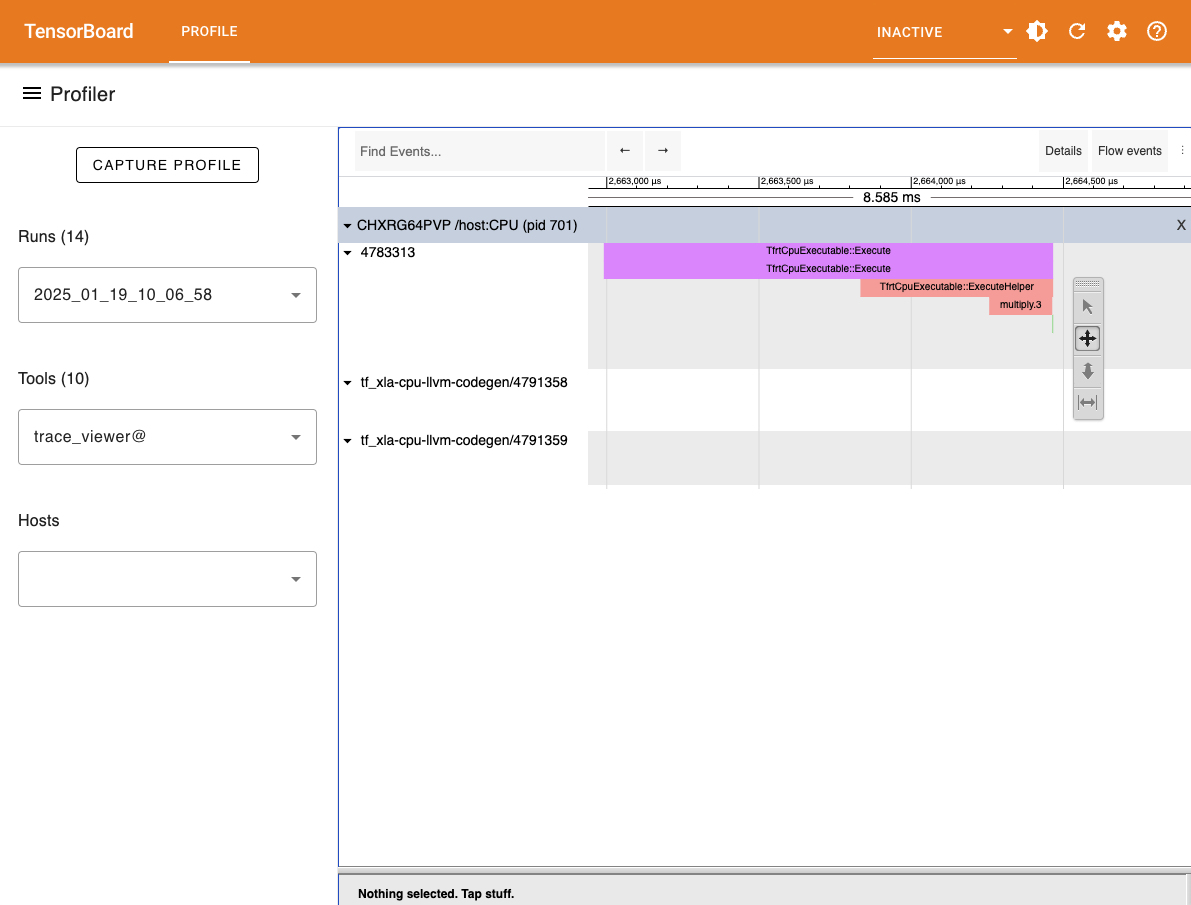 TensorBoard
PROFILE
INACTIVE
Profiler
CAPTURE PROFILE
Runs (14)
2025_01_19_10_06_58
Tools (10)
trace_viewer@
Hosts
Find Events...
←
→
Details
Flow events
2,663,000 µs
2,663,500 µs
2,664,000 µs
2,664,500 µs
8.585 ms
CHXRG64PVP /host:CPU (pid 701)
X
4783313
TfrtCpuExecutable::Execute
TfrtCpuExecutable::Execute
TfrtCpuExecutable::ExecuteHelper
multiply.3
tf_xla-cpu-llvm-codegen/4791358
tf_xla-cpu-llvm-codegen/4791359
Nothing selected. Tap stuff.